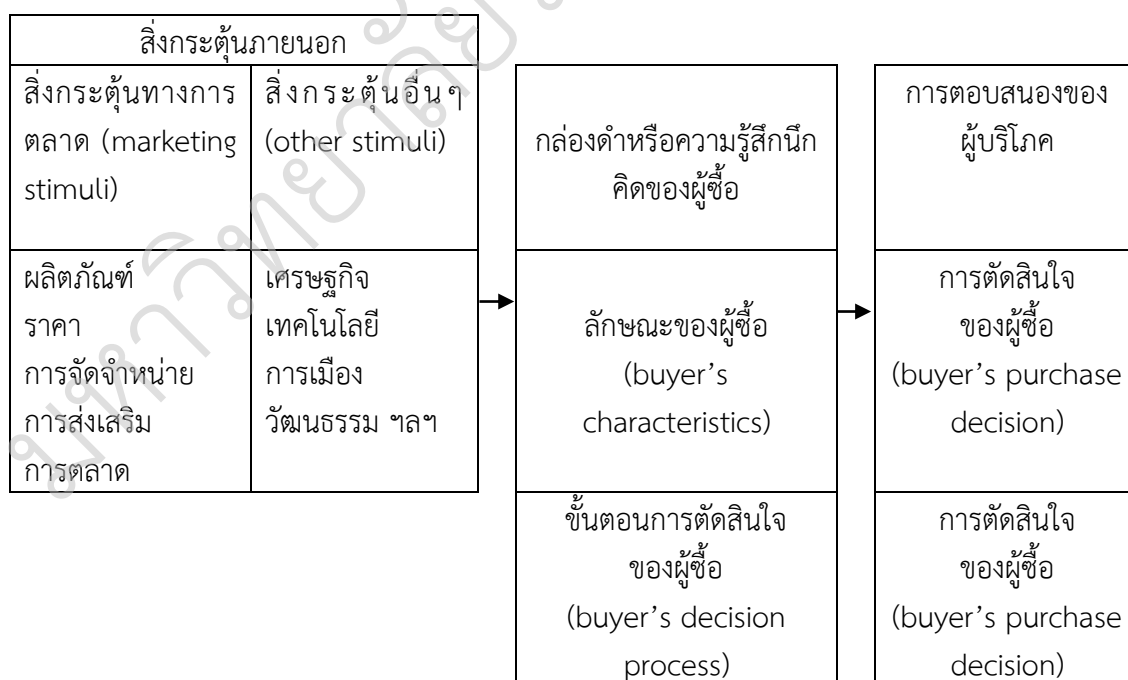 สิ่งกระตุ้นภายนอก
สิ่งกระตุ้นทางการ
ตลาด (marketing
stimuli)
สิ่งกระตุ้นอื่นๆ
(other stimuli)
กล่องดำหรือความรู้สึกนึก
คิดของผู้ซื้อ
การตอบสนองของ
ผู้บริโภค
ผลิตภัณฑ์
ราคา
การจัดจำหน่าย
การส่งเสริม
การตลาด
เศรษฐกิจ
เทคโนโลยี
การเมือง
วัฒนธรรม ฯลฯ
ลักษณะของผู้ซื้อ
(buyer’s
characteristics)
การตัดสินใจ
ของผู้ซื้อ
(buyer’s purchase
decision)
ขั้นตอนการตัดสินใจ
ของผู้ซื้อ
(buyer’s decision
process)
การตัดสินใจ
ของผู้ซื้อ
(buyer’s purchase
decision)